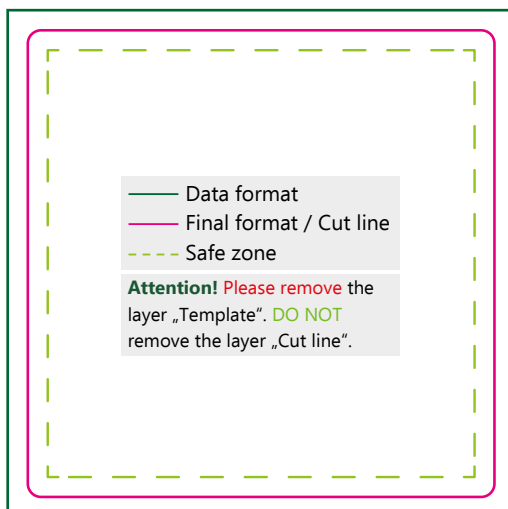 Data format
Final format / Cut line
Safe zone
Attention! Please remove the
layer „Template“. DO NOT
remove the layer „Cut line“.